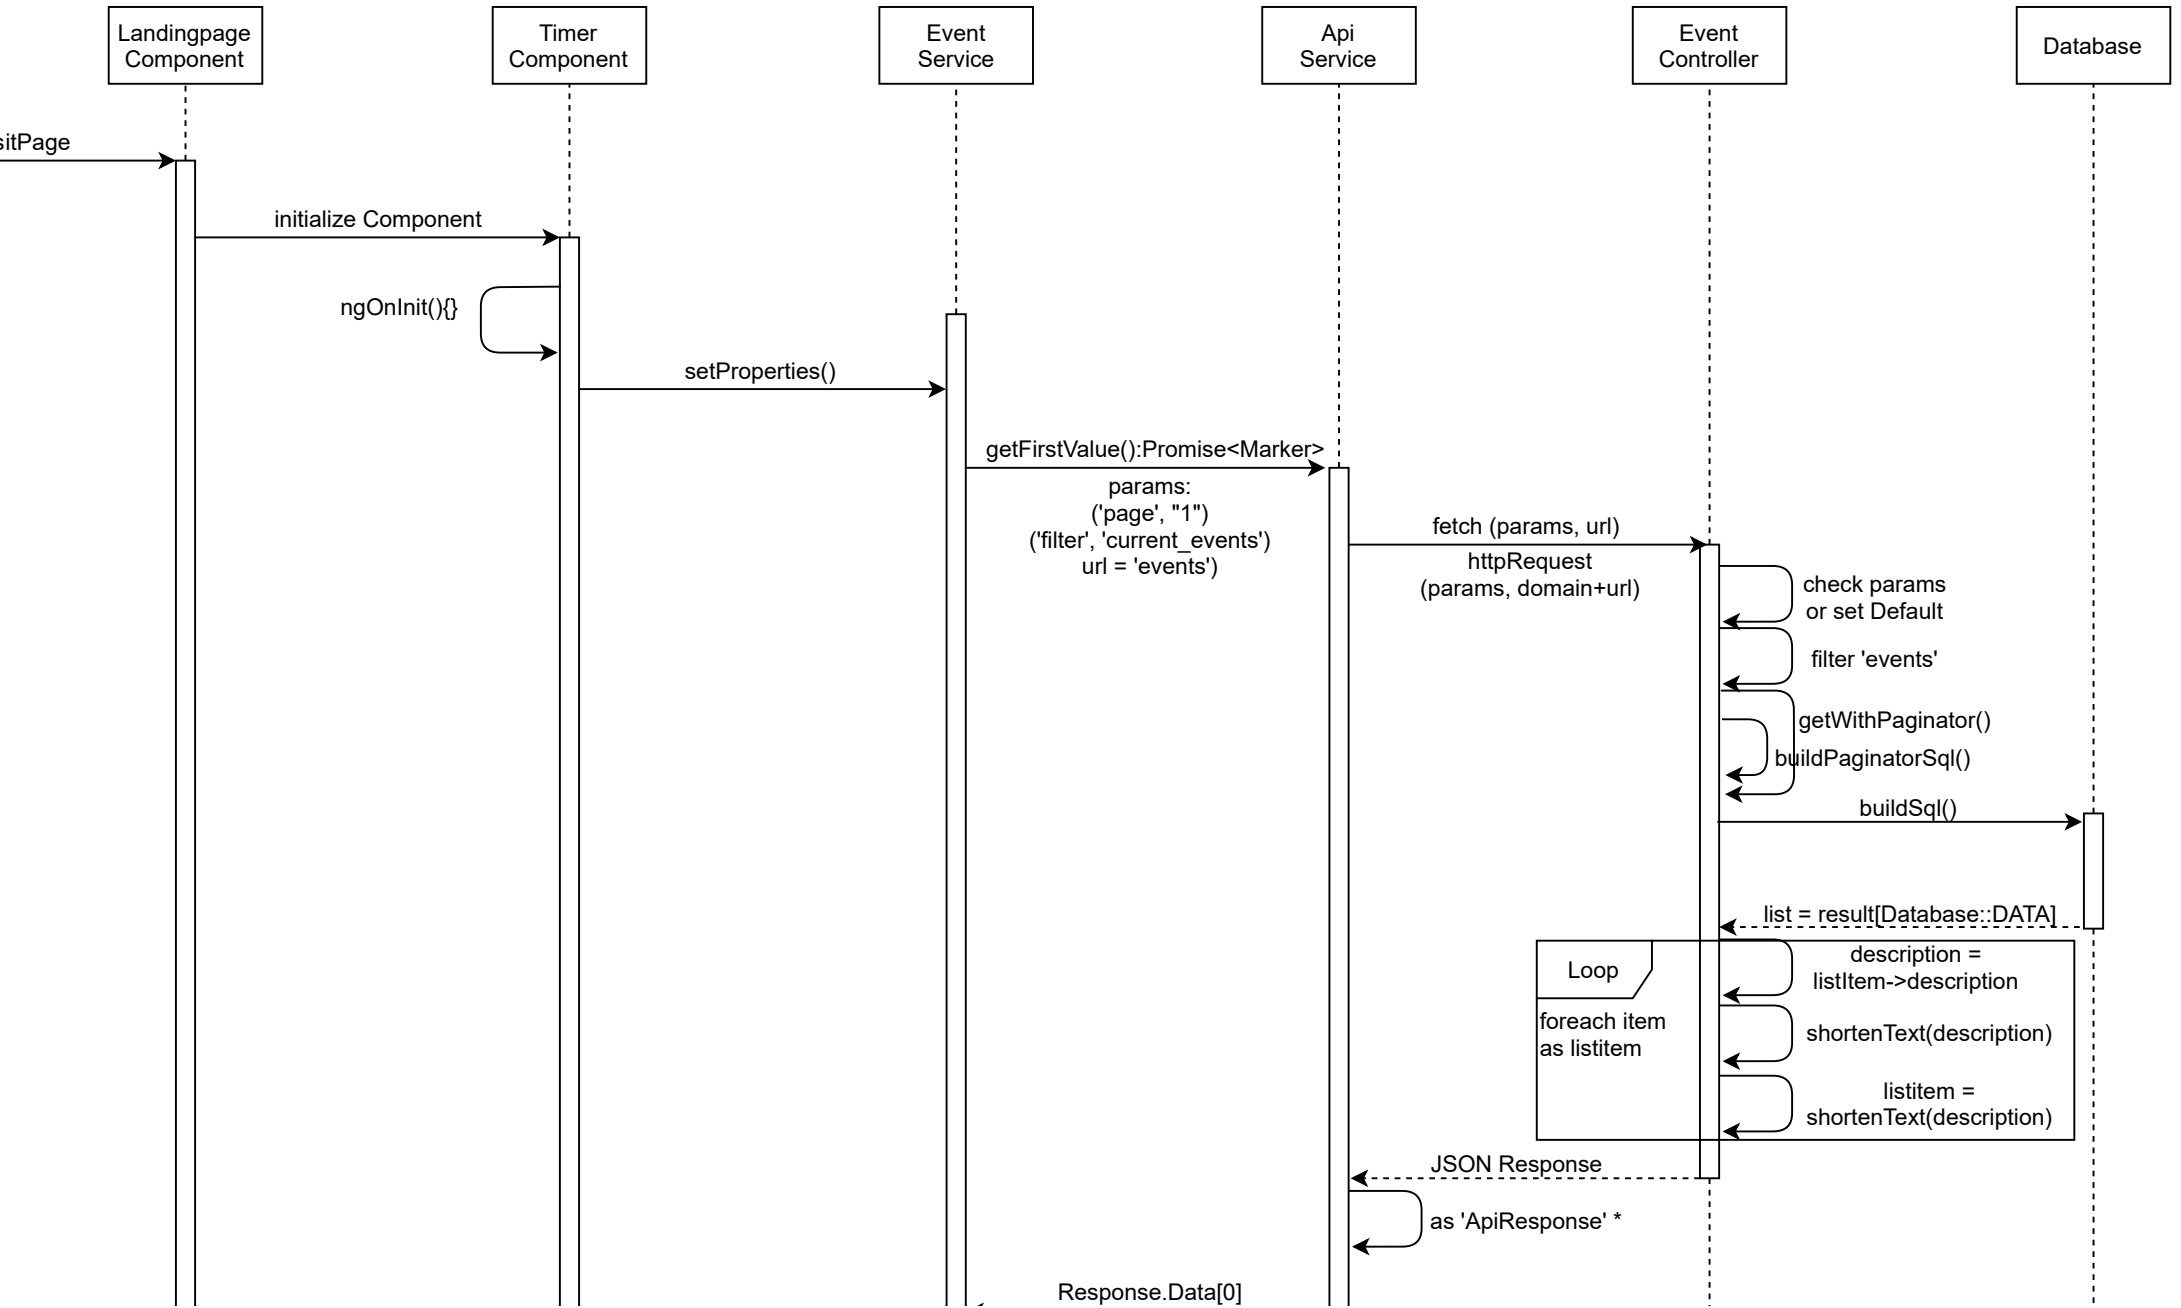 Landingpage
Component
Timer
Component
Event
Service
Api
Service
Event
Controller
Database
sitPage
initialize Component
ngOnInit(){}
setProperties()
getFirstValue():Promise<Marker>
params:
('page', "1")
('filter', 'current_events')
url = 'events')
fetch (params, url)
httpRequest
(params, domain+url)
check params
or set Default
filter 'events'
getWithPaginator()
buildPaginatorSql()
buildSql()
list = result[Database::DATA]
Loop
foreach item
as listitem
description =
listItem->description
shortenText(description)
listitem =
shortenText(description)
JSON Response
as 'ApiResponse' *
Response.Data[0]